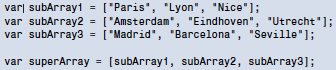 var subArray1 = ["Paris", "Lyon", "Nice"];
var subArray2 = ["Amsterdam", "Eindhoven", "Utrecht"];
var subArray3 = ["Madrid", "Barcelona", "Seville"];
var superArray = [subArray1, subArray2, subArray3];